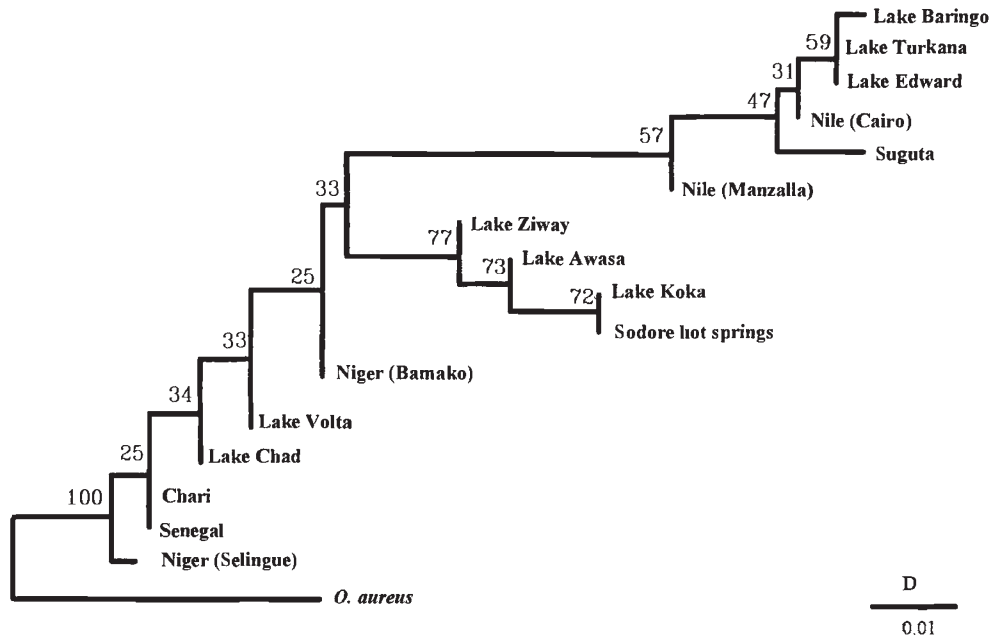 Lake Baringo
59
Lake Turkana
31
Lake Edward
47
Nile (Cairo)
57
Suguta
Nile (Manzalla)
33
Lake Ziway
77
Lake Awasa
73
25
72
Lake Koka
Sodore hot springs
33
Niger (Bamako)
34
Lake Volta
25
Lake Chad
100
Chari
Senegal
Niger (Selingue)
O. aureus
D
0.01